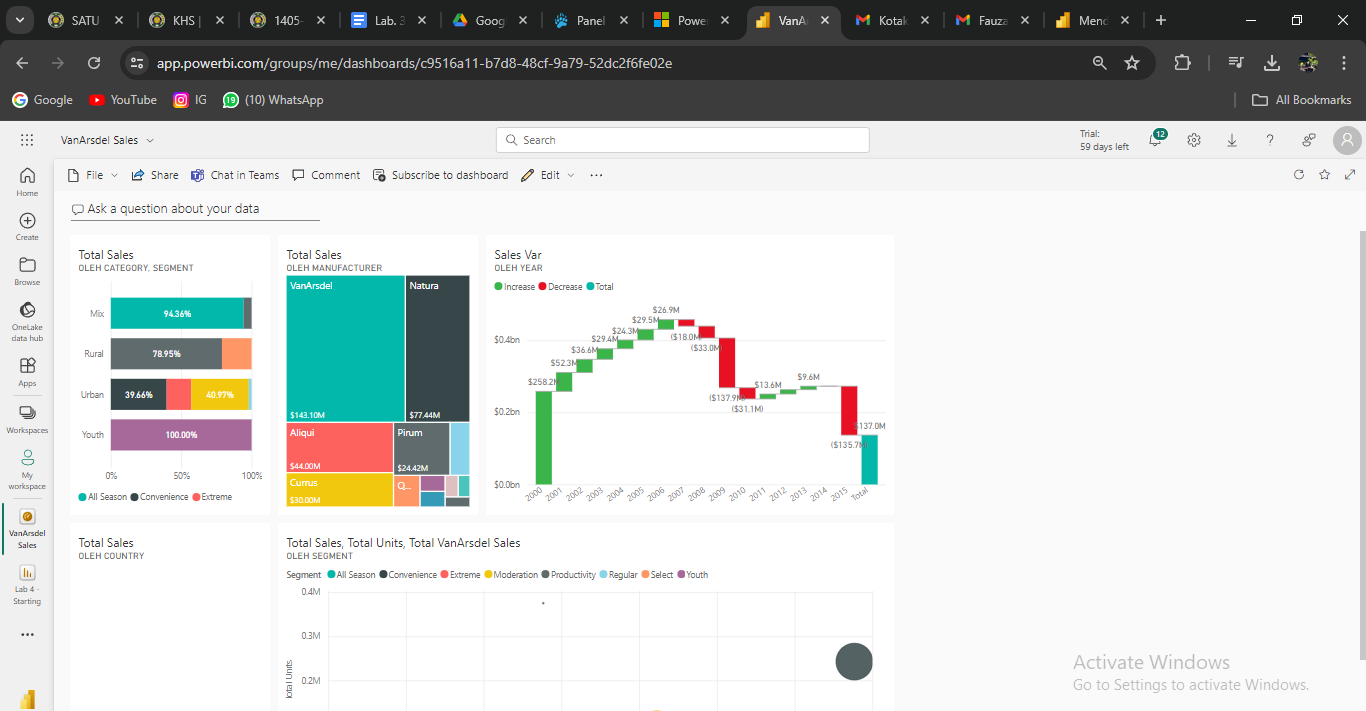 SATU
KHS |
1405-
Lab. 3
Goog
Panel
Power
VanA
Kotak
Fauza
Mend
app.powerbi.com/groups/me/dashboards/c9516a11-b7d8-48cf-9a79-52dc2f6fe02e
Google YouTube IG (10) WhatsApp All Bookmarks
19
VanArsdel Sales
Search
Trial:
59 days left
12
File Share Chat in Teams Comment Subscribe to dashboard Edit
Home
Create
Browse
OneLake
data hub
Apps
Workspaces
My
workspace
VanArsdel
Sales
Lab 4 -
Starting
Ask a question about your data
Total Sales
OLEH CATEGORY, SEGMENT
Mix 94.36%
Rural 78.95%
Urban 39.66% 40.97%
Youth 100.00%
0% 50% 100%
All Season Convenience Extreme
Total Sales
OLEH MANUFACTURER
VanArsdel
$143.10M
Natura
$77.44M
Aliqui
$44.00M
Pirum
$24.42M
Currus
$30.00M
Q...
Sales Var
OLEH YEAR
Increase Decrease Total
$0.4bn
$0.2bn
$0.0bn
$258.2M
$52.3M
$36.6M
$29.4M
$24.3M
$29.5M
$26.9M
($18.0M)
($33.0M)
($137.9M)
($31.1M)
$13.6M
$9.6M
($135.7M)
$137.0M
2000 2001 2002 2003 2004 2005 2006 2007 2008 2009 2010 2011 2012 2013 2014 2015 Total
Total Sales
OLEH COUNTRY
Total Sales, Total Units, Total VanArsdel Sales
OLEH SEGMENT
Segment All Season Convenience Extreme Moderation Productivity Regular Select Youth
0.4M
0.3M
0.2M
Total Units
Activate Windows
Go to Settings to activate Windows.